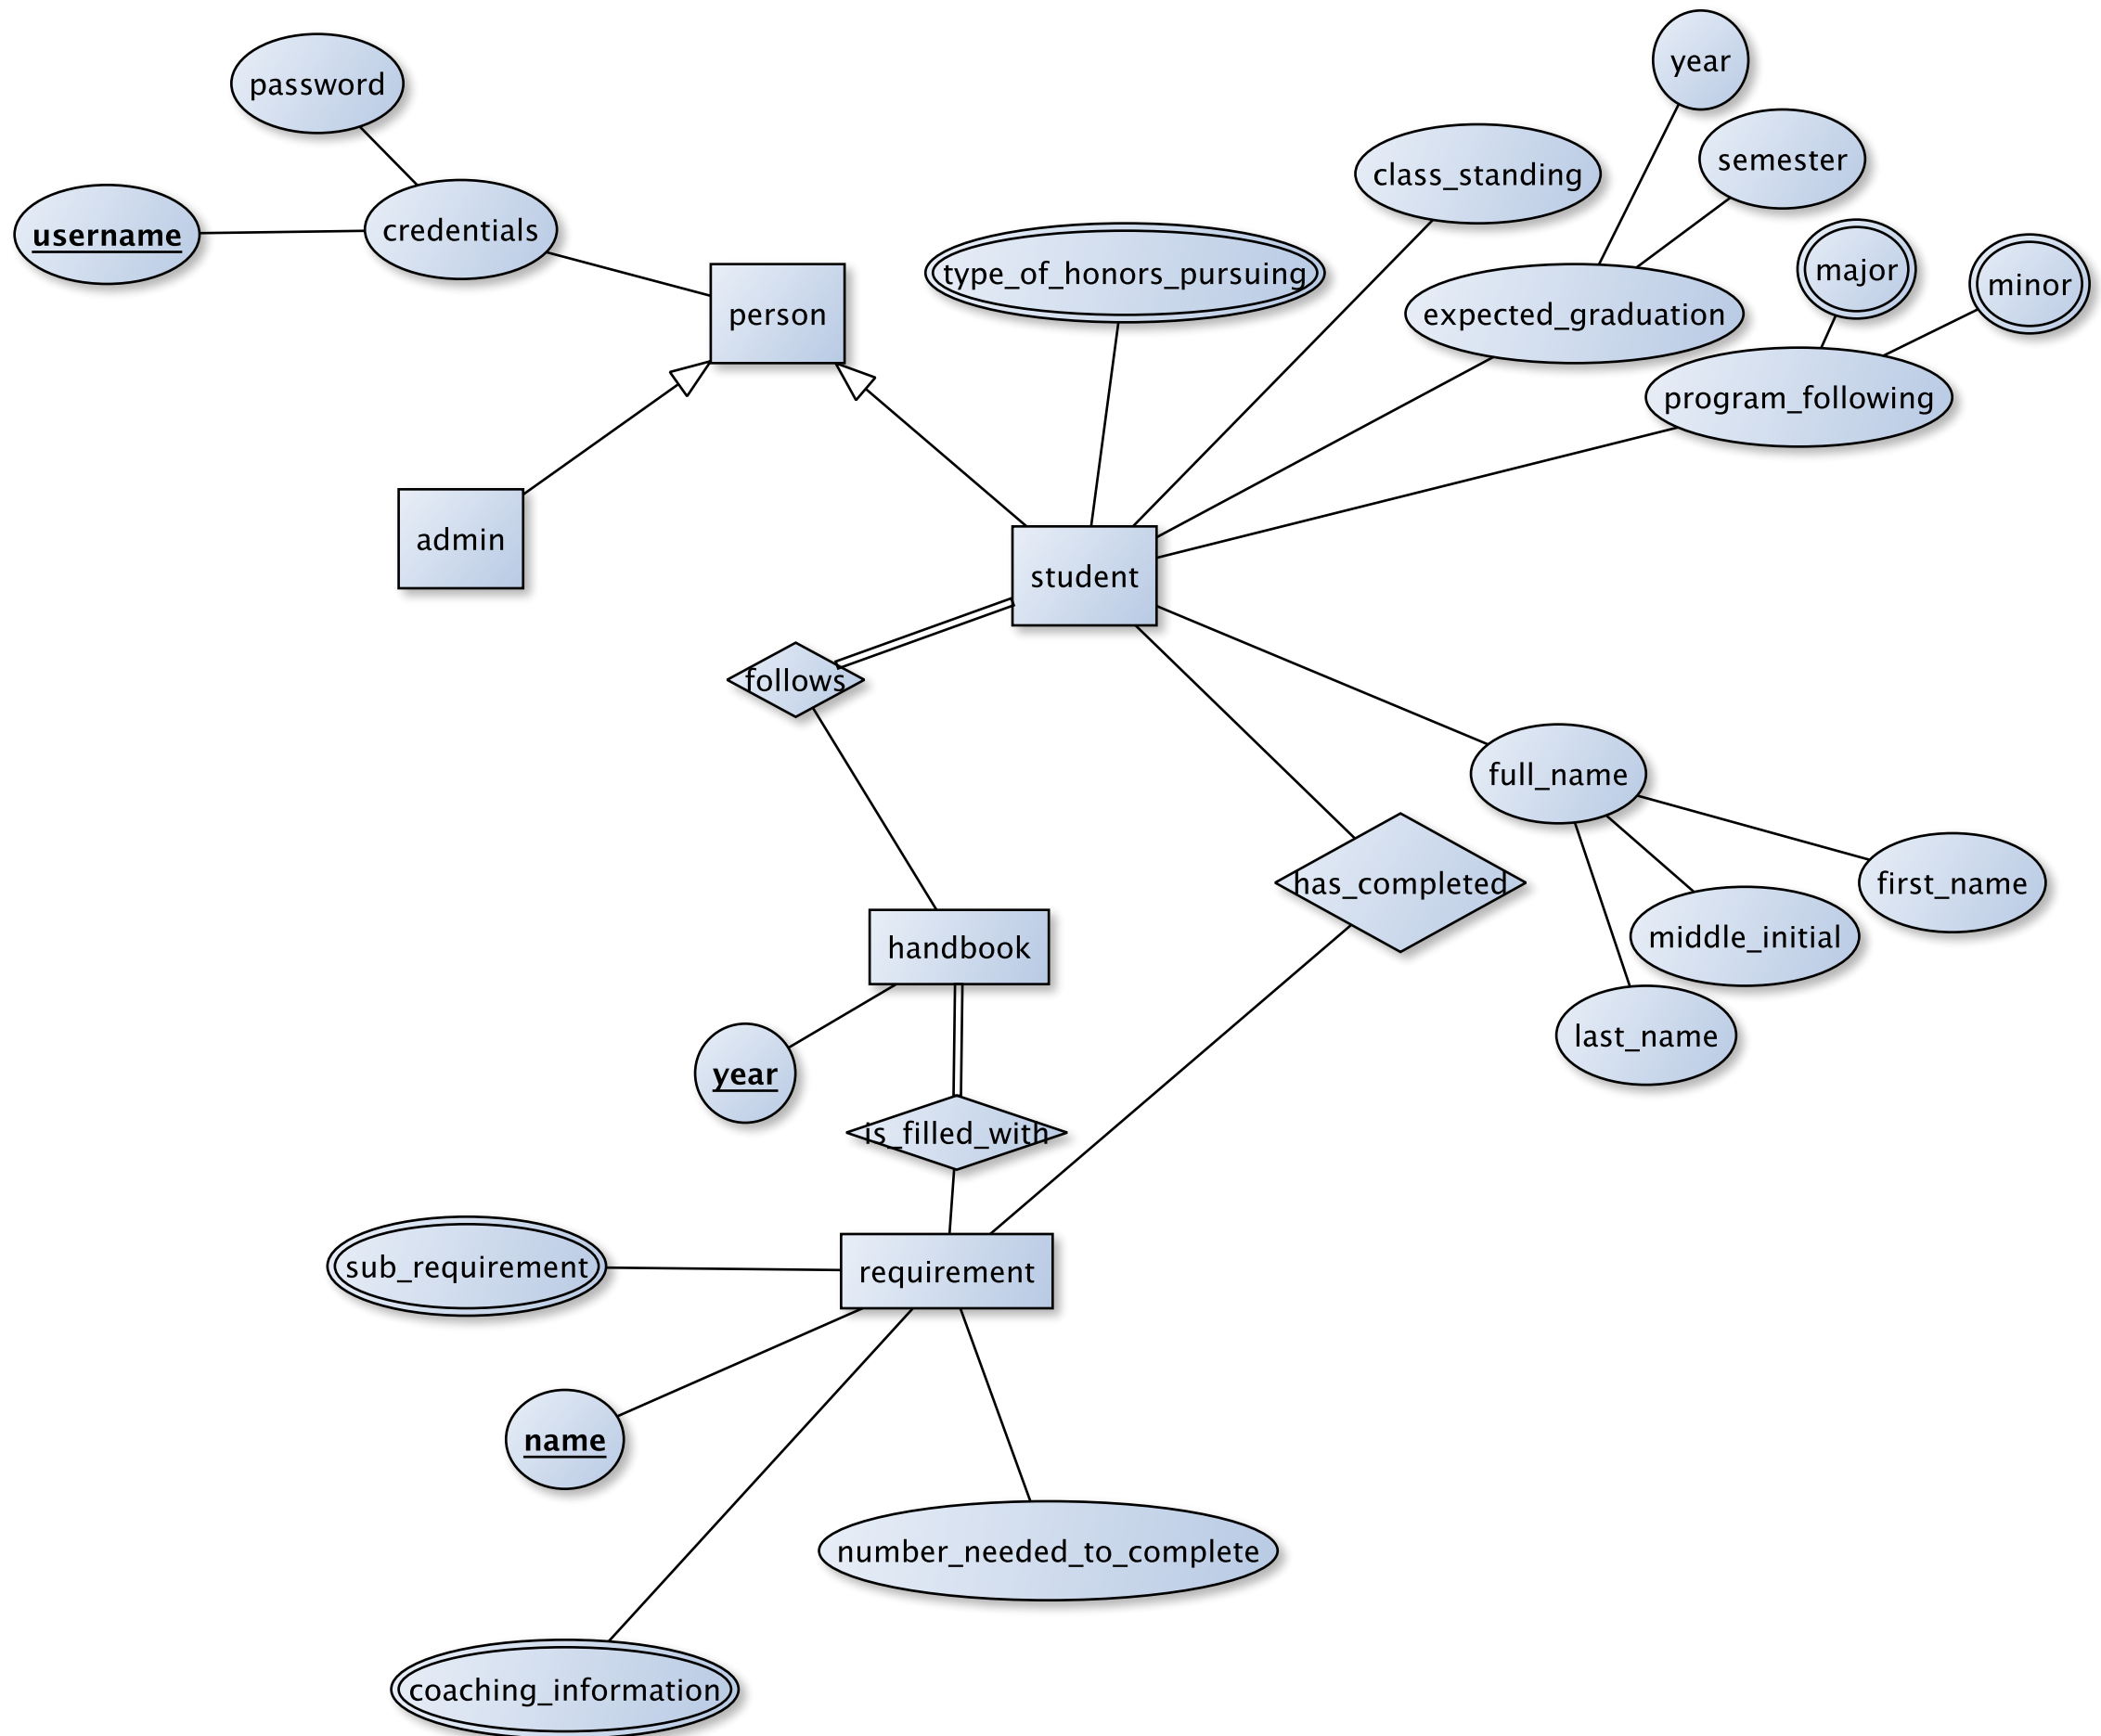 year
password
semester
class_standing
username
credentials
major
type_of_honors_pursuing
minor
person
expected_graduation
program_following
admin
student
follows
full_name
has_completed
first_name
handbook
middle_initial
last_name
year
is_filled_with
sub_requirement
requirement
name
number_needed_to_complete
coaching_information